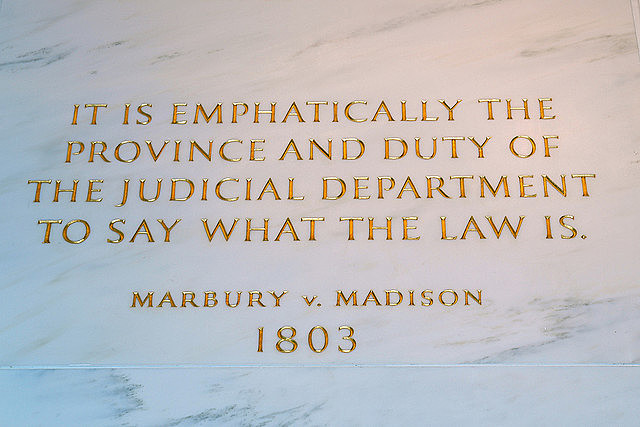 IT IS EMPHATICALLY THE
PROVINCE AND DUTY OF
THE JUDICIAL DEPARTMENT
TO SAY WHAT THE LAW IS.
MARBURY v. MADISON
1803